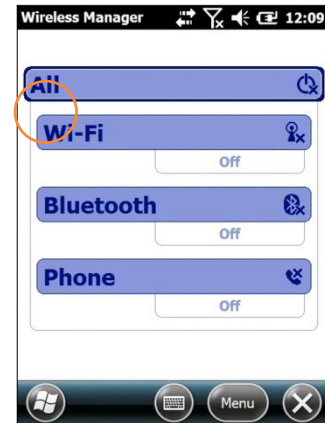 Wireless Manager 12:09
All
Wi-Fi
Off
Bluetooth
Off
Phone
Off
Menu